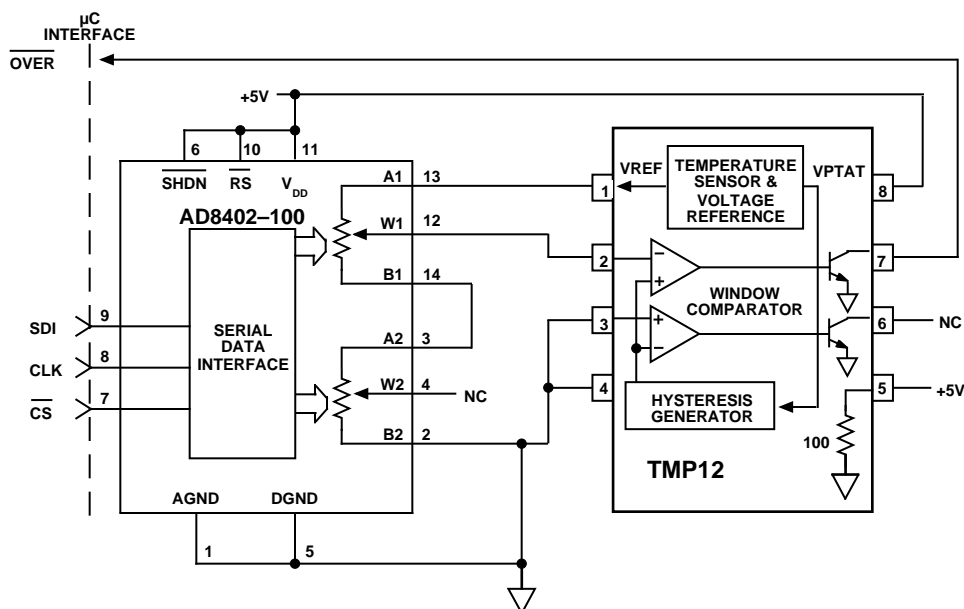 µC
INTERFACE
OVER
+5V
6
10
11
SHDN
RS
VDD
AD8402–100
A1
13
W1
12
B1
14
A2
3
W2
4
NC
B2
2
SERIAL
DATA
INTERFACE
SDI
9
CLK
8
CS
7
AGND
DGND
1
5
VREF
TEMPERATURE
SENSOR &
VOLTAGE
REFERENCE
VPTAT
1
2
3
4
8
7
6
5
NC
+5V
–
+
WINDOW
COMPARATOR
+
–
HYSTERESIS
GENERATOR
100
TMP12